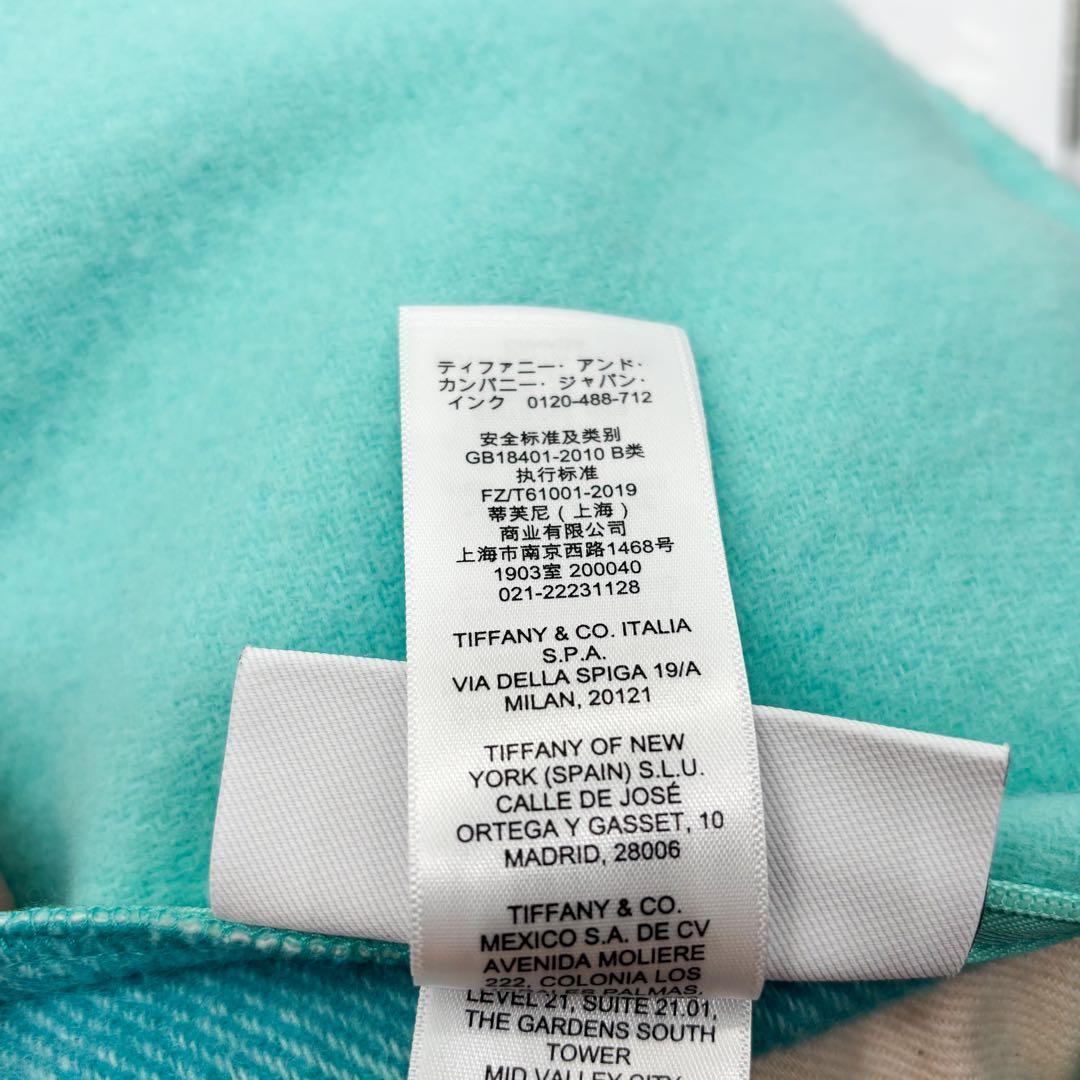 ティファニー・アンド・
カンパニー・ジャパン・
インク 0120-488-712
安全标准及类别
GB18401-2010 B类
执行标准
FZ/T61001-2019
蒂芙尼（上海）
商业有限公司
上海市南京西路1468号
1903室 200040
021-22231128
TIFFANY & CO. ITALIA
S.P.A.
VIA DELLA SPIGA 19/A
MILAN, 20121
TIFFANY OF NEW
YORK (SPAIN) S.L.U.
CALLE DE JOSÉ
ORTEGA Y GASSET, 10
MADRID, 28006
TIFFANY & CO.
MEXICO S.A. DE CV
AVENIDA MOLIERE
222, COLONIA LOS
PALMAS,
LEVEL 21, SUITE 21.01,
THE GARDENS SOUTH
TOWER
MID VALLEY CITY